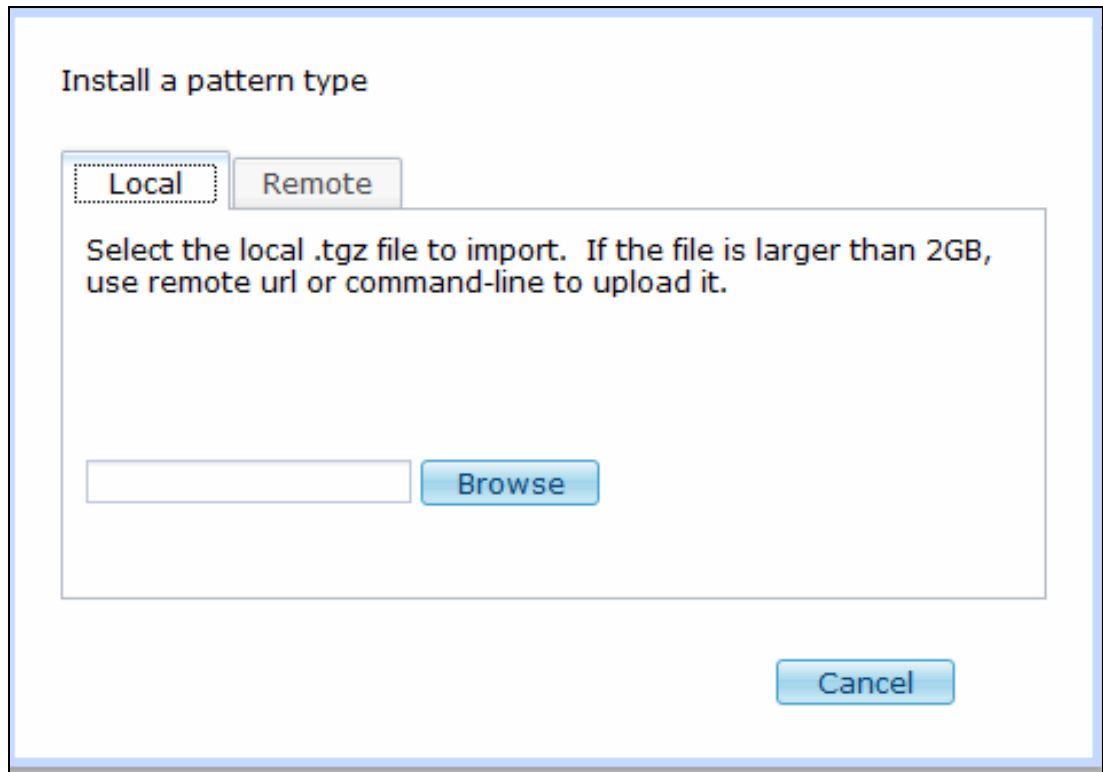 Install a pattern type
Local
Remote
Select the local .tgz file to import.  If the file is larger than 2GB,
use remote url or command-line to upload it.
Browse
Cancel